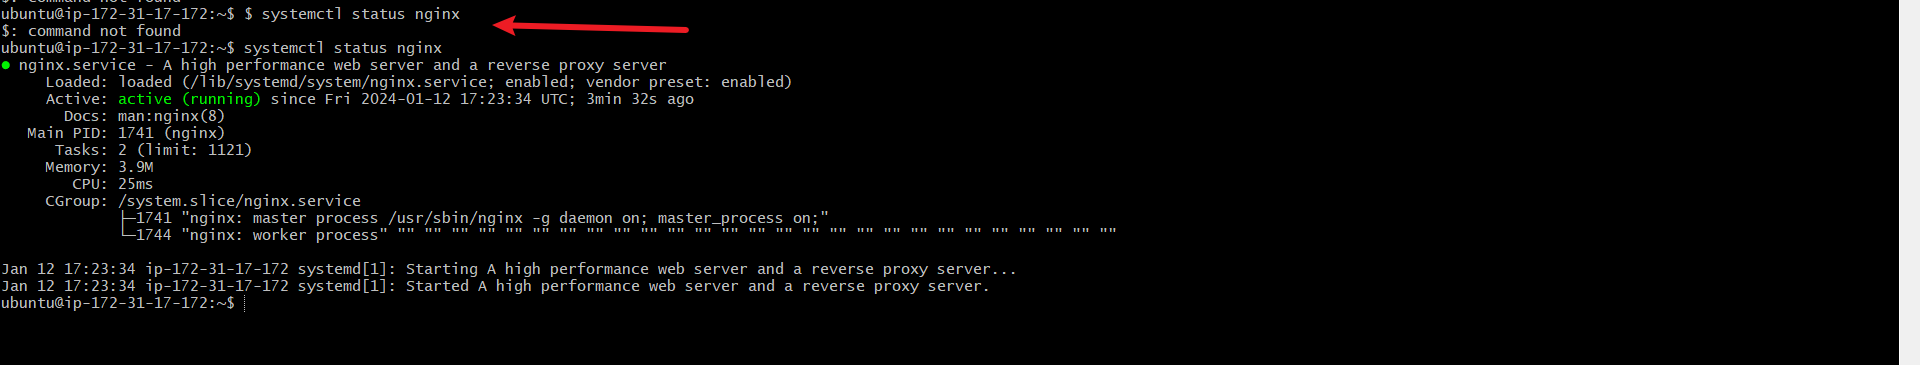 $: command not found
ubuntu@ip-172-31-17-172:~$ $ systemctl status nginx
$: command not found
ubuntu@ip-172-31-17-172:~$ systemctl status nginx
● nginx.service - A high performance web server and a reverse proxy server
     Loaded: loaded (/lib/systemd/system/nginx.service; enabled; vendor preset: enabled)
     Active: active (running) since Fri 2024-01-12 17:23:34 UTC; 3min 32s ago
       Docs: man:nginx(8)
   Main PID: 1741 (nginx)
      Tasks: 2 (limit: 1121)
     Memory: 3.9M
        CPU: 25ms
     CGroup: /system.slice/nginx.service
             ├─1741 "nginx: master process /usr/sbin/nginx -g daemon on; master_process on;"
             └─1744 "nginx: worker process" "" "" "" "" "" "" "" "" "" "" "" "" "" "" "" "" "" "" "" "" "" "" "" "" "" "" ""

Jan 12 17:23:34 ip-172-31-17-172 systemd[1]: Starting A high performance web server and a reverse proxy server...
Jan 12 17:23:34 ip-172-31-17-172 systemd[1]: Started A high performance web server and a reverse proxy server.
ubuntu@ip-172-31-17-172:~$